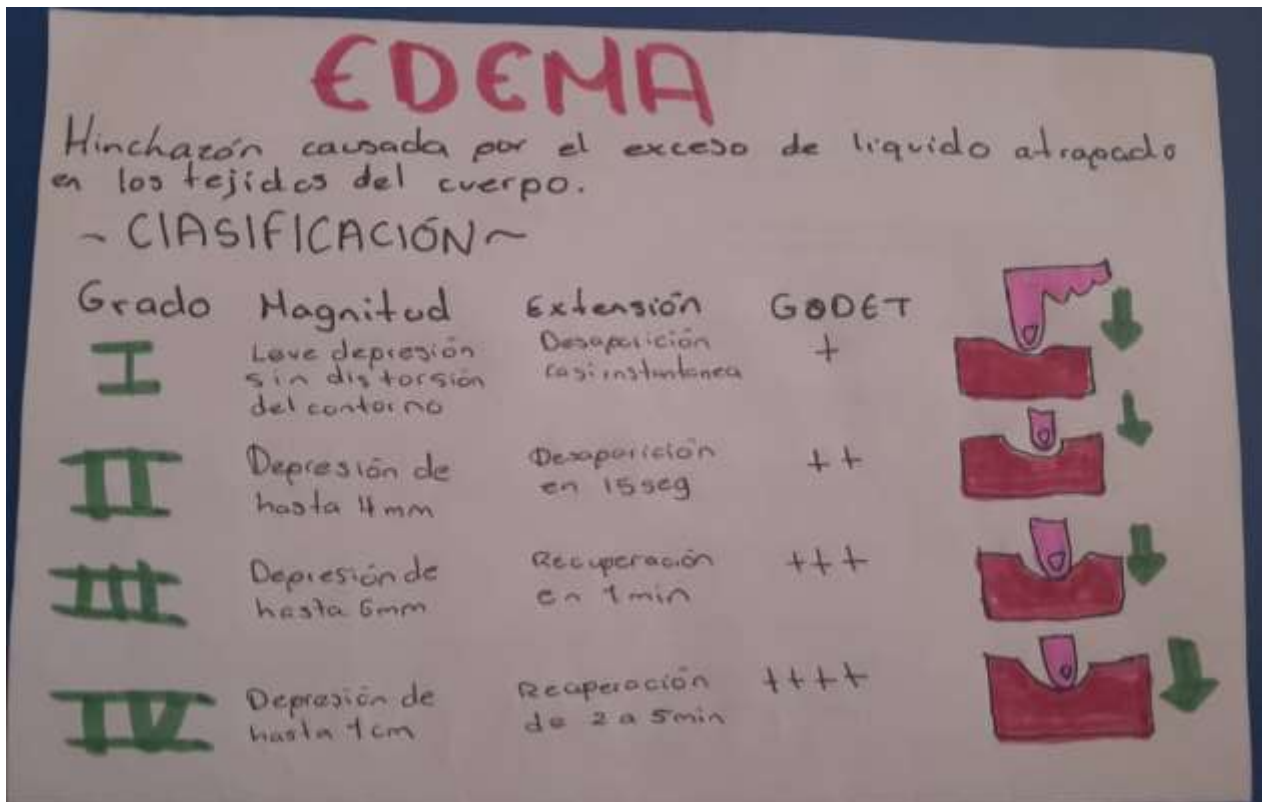 EDEMA
Hinchazón causada por el exceso de liquido atrapado
en los tejidos del cuerpo.
~ ClASIFICACIÓN ~
Grado Magnitud Extensión GODET
I Leve depresión Desaparición +
sin distorsión casi instantanea
del contorno
II Depresión de Desaparición ++
hasta 4mm en 15seg
III Depresión de Recuperación +++
hasta 6mm en 1min
IV Depresión de Recuperación ++++
hasta 1cm de 2 a 5min